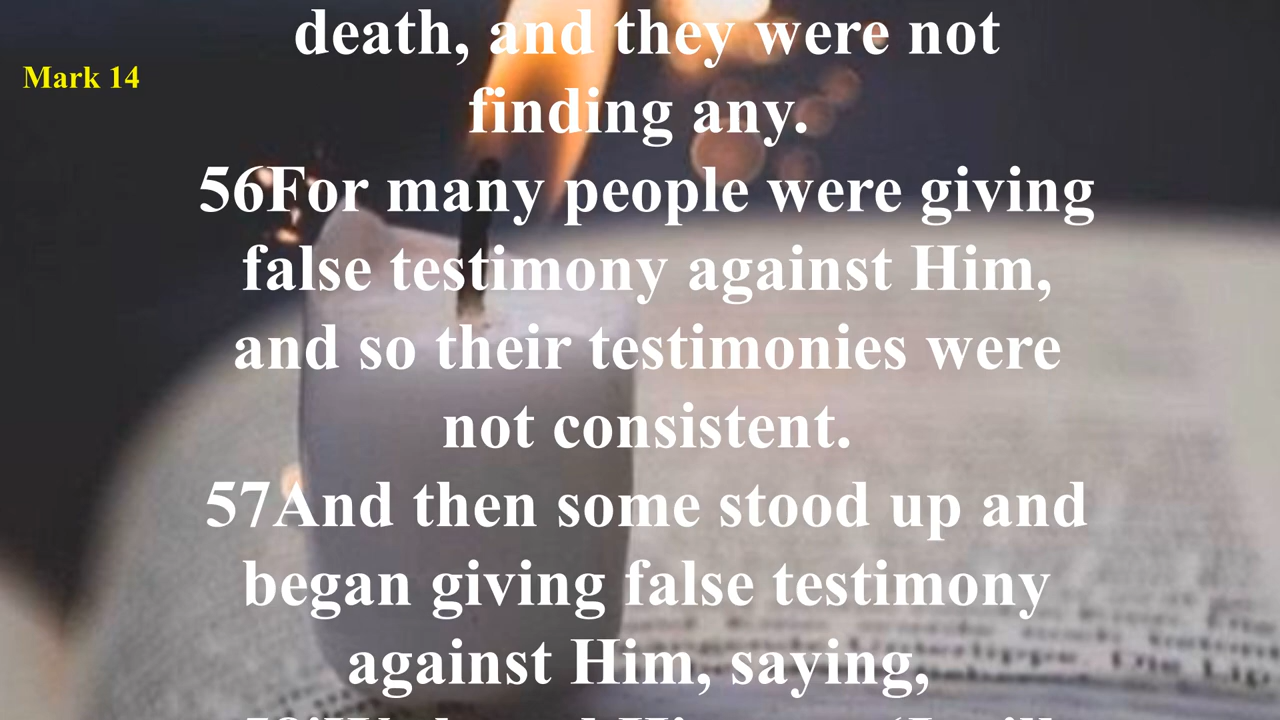 death, and they were not
Mark 14
finding any.
56For many people were giving
false testimony against Him,
and so their testimonies were
not consistent.
57And then some stood up and
began giving false testimony
against Him, saying,